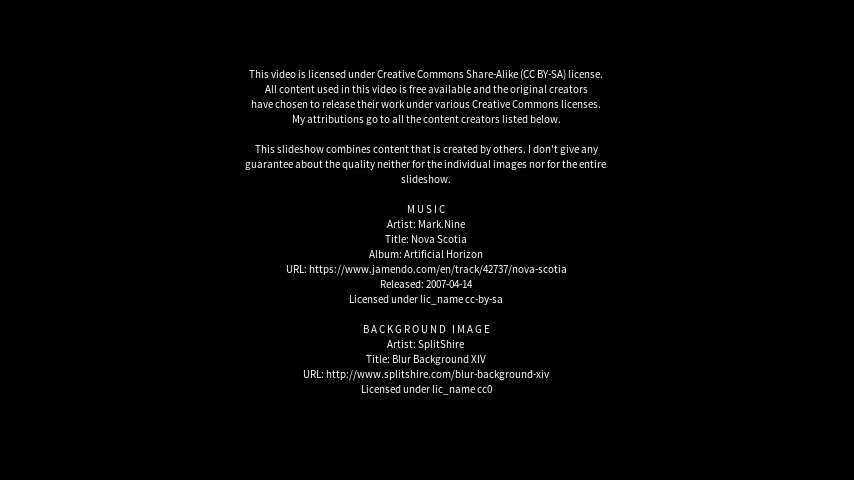 This video is licensed under Creative Commons Share-Alike (CC BY-SA) license.
All content used in this video is free available and the original creators
have chosen to release their work under various Creative Commons licenses.
My attributions go to all the content creators listed below.
This slideshow combines content that is created by others. I don't give any
guarantee about the quality neither for the individual images nor for the entire
slideshow.
MUSIC
Artist: Mark.Nine
Title: Nova Scotia
Album: Artificial Horizon
URL: https://www.jamendo.com/en/track/42737/nova-scotia
Released: 2007-04-14
Licensed under lic_name cc-by-sa
BACKGROUND IMAGE
Artist: SplitShire
Title: Blur Background XIV
URL: http://www.splitshire.com/blur-background-xiv
Licensed under lic_name cc0